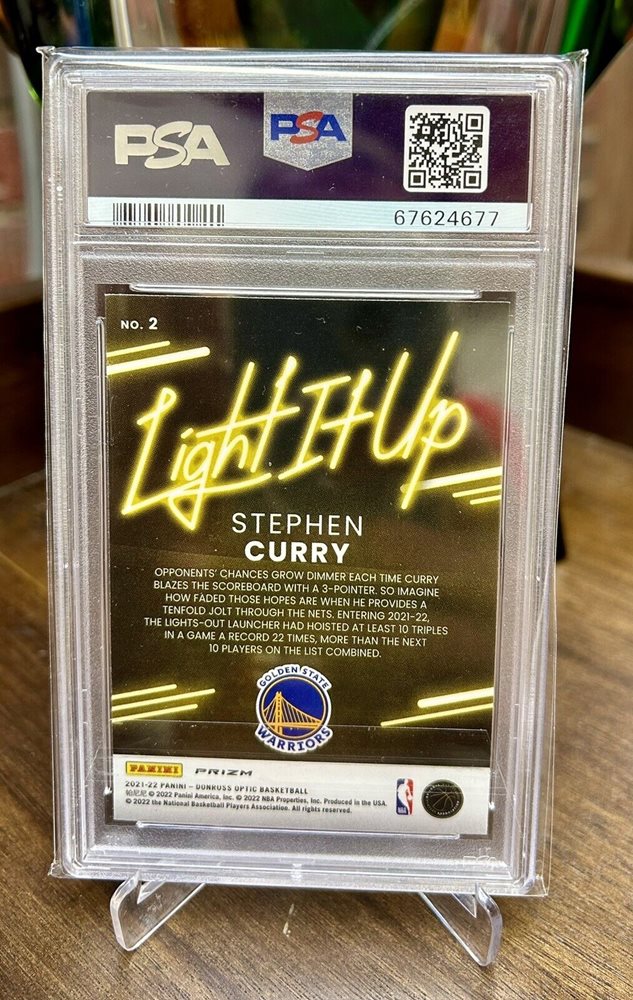 PSA
PSA
67624677
NO. 2
Light It Up
STEPHEN
CURRY
OPPONENTS' CHANCES GROW DIMMER EACH TIME CURRY
BLAZES THE SCOREBOARD WITH A 3-POINTER. SO IMAGINE
HOW FADED THOSE HOPES ARE WHEN HE PROVIDES A
TENFOLD JOLT THROUGH THE NETS. ENTERING 2021-22,
THE LIGHTS-OUT LAUNCHER HAD HOISTED AT LEAST 10 TRIPLES
IN A GAME A RECORD 22 TIMES, MORE THAN THE NEXT
10 PLAYERS ON THE LIST COMBINED.
GOLDEN STATE
WARRIORS
PANINI PRIZM
2021-22 PANINI – DONRUSS OPTIC BASKETBALL
帕尼尼 © 2022 Panini America, Inc. © 2022 NBA Properties, Inc. Produced in the USA.
© 2022 the National Basketball Players Association. All rights reserved.